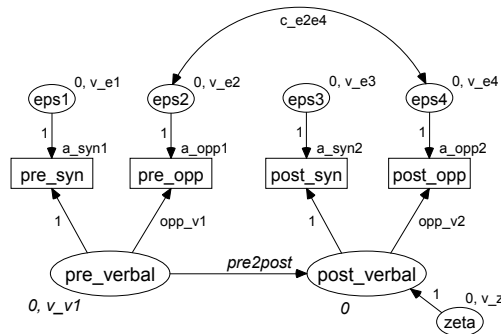 c_e2e4
0, v_e1
0, v_e2
0, v_e3
0, v_e4
eps1
eps2
eps3
eps4
1
1
1
1
a_syn1
a_opp1
a_syn2
a_opp2
pre_syn
pre_opp
post_syn
post_opp
1
opp_v1
1
opp_v2
pre_verbal
pre2post
post_verbal
0, v_v1
0
1
0, v_z
zeta